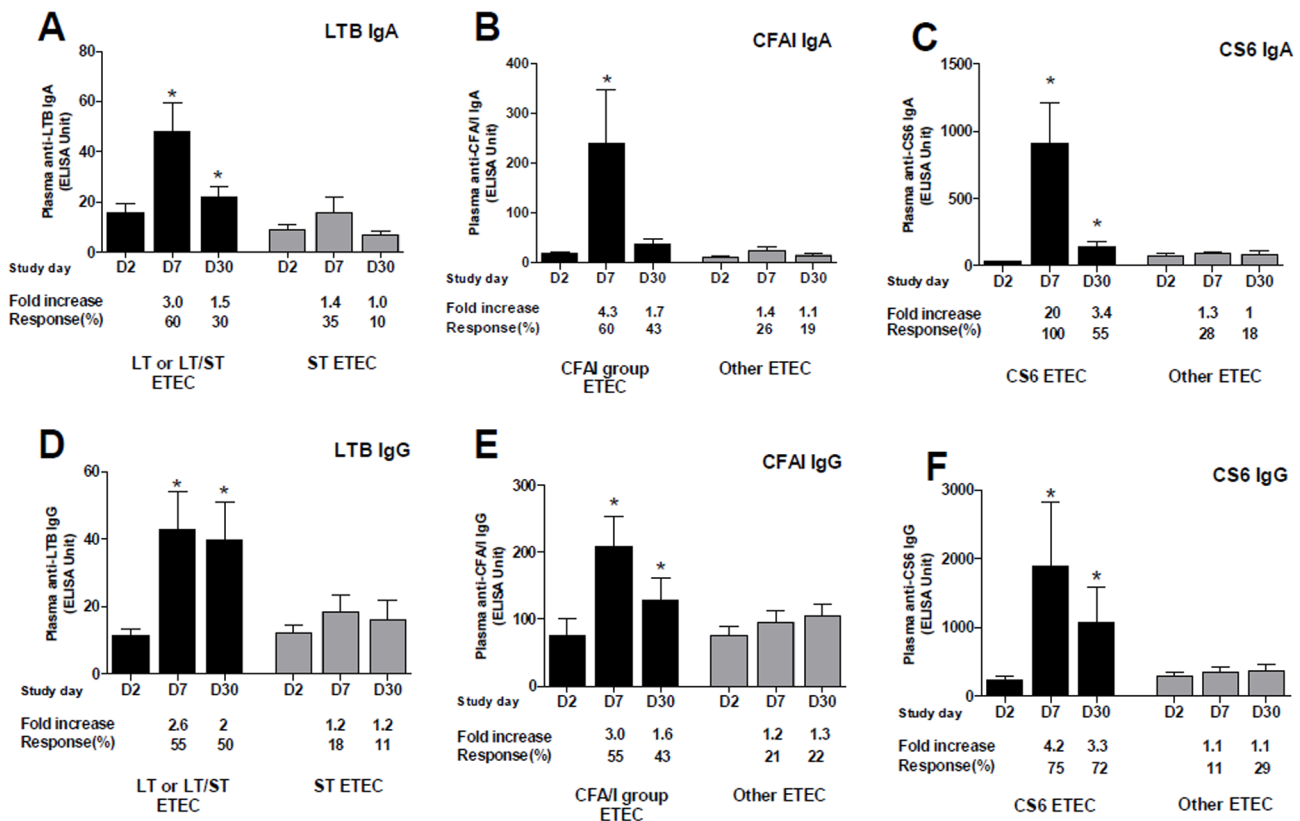 A
LTB IgA
Plasma anti-LTB IgA
(ELISA Unit)
80
60
40
20
0
*
*
Study day D2 D7 D30 D2 D7 D30
Fold increase 3.0 1.5 1.4 1.0
Response(%) 60 30 35 10
LT or LT/ST
ETEC
ST ETEC
B
CFAI IgA
Plasma anti-CFA/I IgA
(ELISA Unit)
400
300
200
100
0
*
Study day D2 D7 D30 D2 D7 D30
Fold increase 4.3 1.7 1.4 1.1
Response(%) 60 43 26 19
CFAI group
ETEC
Other ETEC
C
CS6 IgA
Plasma anti-CS6 IgA
(ELISA Unit)
1500
1000
500
0
*
*
Study day D2 D7 D30 D2 D7 D30
Fold increase 20 3.4 1.3 1
Response(%) 100 55 28 18
CS6 ETEC
Other ETEC
D
LTB IgG
Plasma anti-LTB IgG
(ELISA Unit)
60
40
20
0
*
*
Study day D2 D7 D30 D2 D7 D30
Fold increase 2.6 2 1.2 1.2
Response(%) 55 50 18 11
LT or LT/ST
ETEC
ST ETEC
E
CFAI IgG
Plasma anti-CFA/I IgG
(ELISA Unit)
300
200
100
0
*
*
Study day D2 D7 D30 D2 D7 D30
Fold increase 3.0 1.6 1.2 1.3
Response(%) 55 43 21 22
CFA/I group
ETEC
Other ETEC
F
CS6 IgG
Plasma anti-CS6 IgG
(ELISA Unit)
3000
2000
1000
0
*
*
Study day D2 D7 D30 D2 D7 D30
Fold increase 4.2 3.3 1.1 1.1
Response(%) 75 72 11 29
CS6 ETEC
Other ETEC